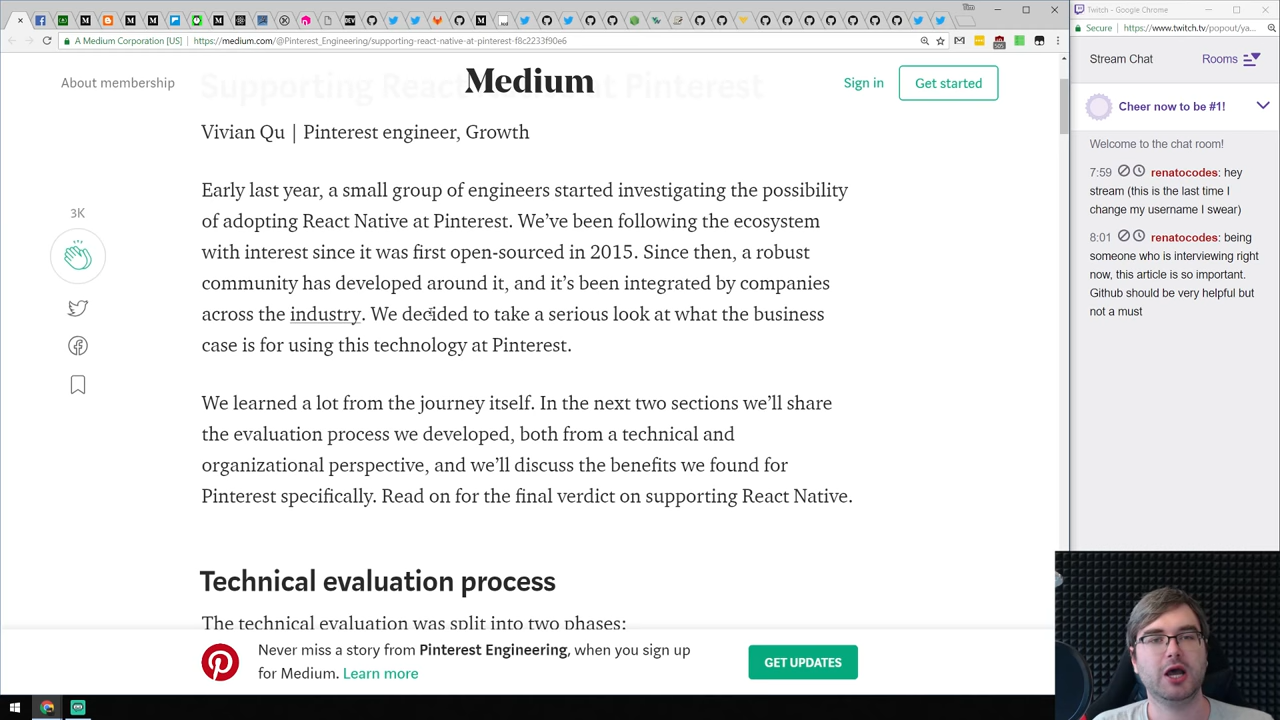 Tim
A Medium Corporation [US]
https://medium.com/@Pinterest_Engineering/supporting-react-native-at-pinterest-f8c2233f90e6
About membership
Supporting React Native at Pinterest
Medium
Sign in
Get started
Vivian Qu | Pinterest engineer, Growth
Early last year, a small group of engineers started investigating the possibility
of adopting React Native at Pinterest. We’ve been following the ecosystem
with interest since it was first open-sourced in 2015. Since then, a robust
community has developed around it, and it’s been integrated by companies
across the industry. We decided to take a serious look at what the business
case is for using this technology at Pinterest.
3K
We learned a lot from the journey itself. In the next two sections we’ll share
the evaluation process we developed, both from a technical and
organizational perspective, and we’ll discuss the benefits we found for
Pinterest specifically. Read on for the final verdict on supporting React Native.
Technical evaluation process
The technical evaluation was split into two phases:
Never miss a story from Pinterest Engineering, when you sign up
for Medium. Learn more
GET UPDATES
Twitch - Google Chrome
Secure
https://www.twitch.tv/popout/ya...
Stream Chat
Rooms
Cheer now to be #1!
Welcome to the chat room!
7:59 renatocodes: hey
stream (this is the last time I
change my username I swear)
8:01 renatocodes: being
someone who is interviewing right
now, this article is so important.
Github should be very helpful but
not a must